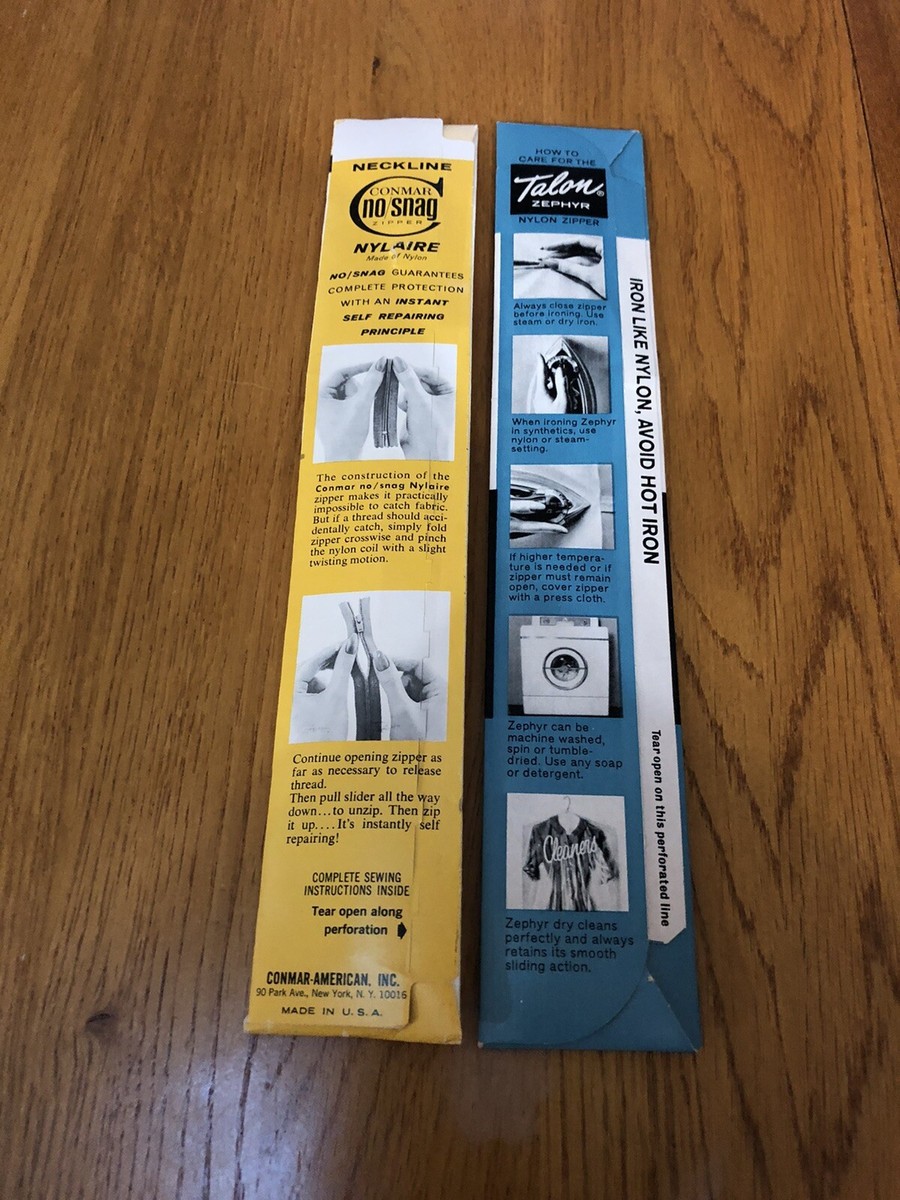 NECKLINE
CONMAR
no/snag
ZIPPER
NYLAIRE
Made of Nylon
NO/SNAG GUARANTEES
COMPLETE PROTECTION
WITH AN INSTANT
SELF REPAIRING
PRINCIPLE
The construction of the
Conmar no/snag Nylaire
zipper makes it practically
impossible to catch fabric.
But if a thread should acci-
dentally catch, simply fold
zipper crosswise and pinch
the nylon coil with a slight
twisting motion.
Continue opening zipper as
far as necessary to release
thread.
Then pull slider all the way
down...to unzip. Then zip
it up....It's instantly self
repairing!
COMPLETE SEWING
INSTRUCTIONS INSIDE
Tear open along
perforation
CONMAR-AMERICAN, INC.
90 Park Ave., New York, N. Y. 10016
MADE IN U. S. A.
HOW TO
CARE FOR THE
Talon®
ZEPHYR
NYLON ZIPPER
Always close zipper
before ironing. Use
steam or dry iron.
When ironing Zephyr
in synthetics, use
nylon or steam-
setting.
If higher tempera-
ture is needed or if
zipper must remain
open, cover zipper
with a press cloth.
Zephyr can be
machine washed,
spin or tumble-
dried. Use any soap
or detergent.
Cleaners
Zephyr dry cleans
perfectly and always
retains its smooth
sliding action.
IRON LIKE NYLON, AVOID HOT IRON
Tear open on this perforated line